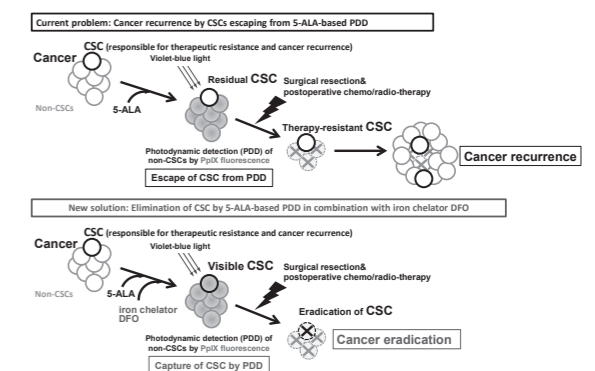 Current problem: Cancer recurrence by CSCs escaping from 5-ALA-based PDD
CSC (responsible for therapeutic resistance and cancer recurrence)
Cancer
Violet-blue light
Residual CSC
Surgical resection&
postoperative chemo/radio-therapy
Non-CSCs
5-ALA
Therapy-resistant CSC
Photodynamic detection (PDD) of
non-CSCs by PpIX fluorescence
Cancer recurrence
Escape of CSC from PDD
New solution: Elimination of CSC by 5-ALA-based PDD in combination with iron chelator DFO
CSC (responsible for therapeutic resistance and cancer recurrence)
Cancer
Violet-blue light
Visible CSC
Surgical resection&
postoperative chemo/radio-therapy
Non-CSCs
5-ALA
iron chelator
DFO
Eradication of CSC
Photodynamic detection (PDD) of
non-CSCs by PpIX fluorescence
Cancer eradication
Capture of CSC by PDD